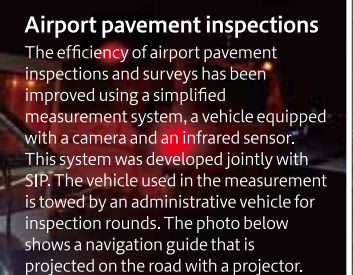 Airport pavement inspections
The efficiency of airport pavement
inspections and surveys has been
improved using a simplified
measurement system, a vehicle equipped
with a camera and an infrared sensor.
This system was developed jointly with
SIP. The vehicle used in the measurement
is towed by an administrative vehicle for
inspection rounds. The photo below
shows a navigation guide that is
projected on the road with a projector.